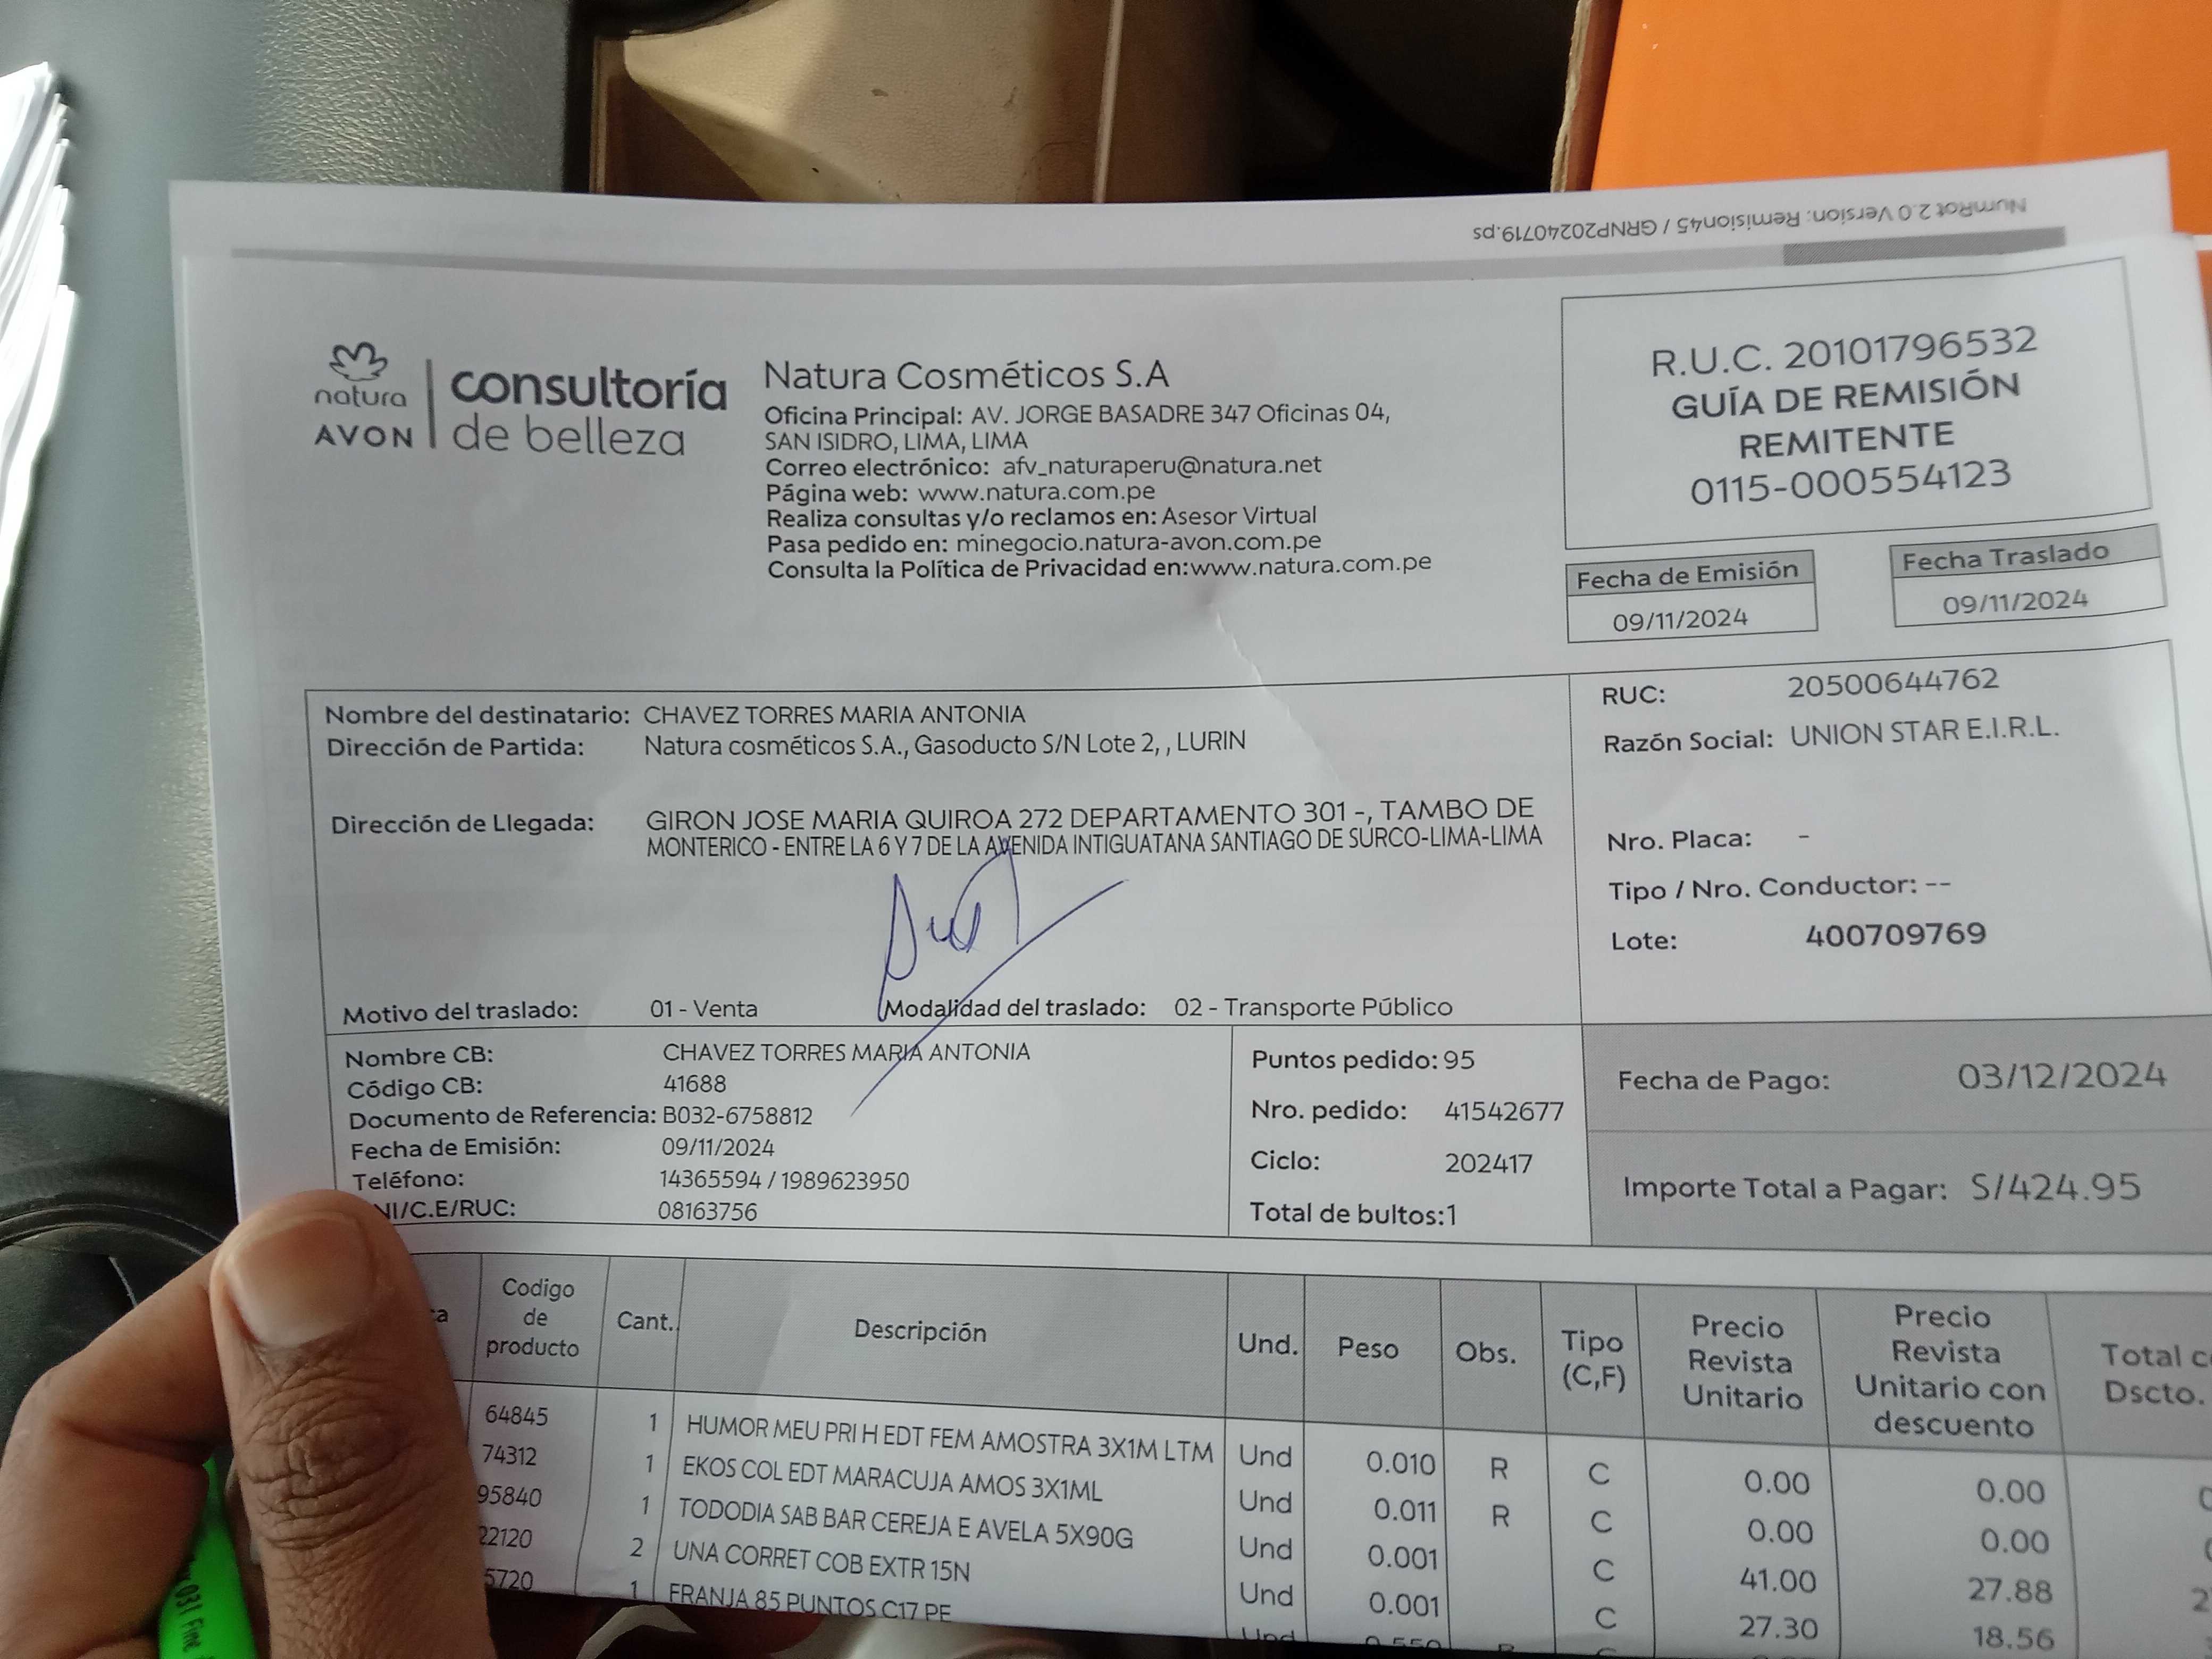 NumRot 2.0 Version: Remision45 / GRNP20240719.ps
natura
AVON
consultoría
de belleza
Natura Cosméticos S.A
Oficina Principal: AV. JORGE BASADRE 347 Oficinas 04,
SAN ISIDRO, LIMA, LIMA
Correo electrónico: afv_naturaperu@natura.net
Página web: www.natura.com.pe
Realiza consultas y/o reclamos en: Asesor Virtual
Pasa pedido en: minegocio.natura-avon.com.pe
Consulta la Política de Privacidad en:www.natura.com.pe
R.U.C. 20101796532
GUÍA DE REMISIÓN
REMITENTE
0115-000554123
Fecha de Emisión
09/11/2024
Fecha Traslado
09/11/2024
Nombre del destinatario: CHAVEZ TORRES MARIA ANTONIA
Dirección de Partida: Natura cosméticos S.A., Gasoducto S/N Lote 2, , LURIN
Dirección de Llegada: GIRON JOSE MARIA QUIROA 272 DEPARTAMENTO 301 -, TAMBO DE
MONTERICO - ENTRE LA 6 Y 7 DE LA AVENIDA INTIGUATANA SANTIAGO DE SURCO-LIMA-LIMA
Motivo del traslado: 01 - Venta Modalidad del traslado: 02 - Transporte Público
RUC: 20500644762
Razón Social: UNION STAR E.I.R.L.
Nro. Placa: -
Tipo / Nro. Conductor: --
Lote: 400709769
Nombre CB: CHAVEZ TORRES MARIA ANTONIA
Código CB: 41688
Documento de Referencia: B032-6758812
Fecha de Emisión: 09/11/2024
Teléfono: 14365594 / 1989623950
NI/C.E/RUC: 08163756
Puntos pedido: 95
Nro. pedido: 41542677
Ciclo: 202417
Total de bultos:1
Fecha de Pago: 03/12/2024
Importe Total a Pagar: S/424.95
Codigo de producto Cant. Descripción Und. Peso Obs. Tipo (C,F) Precio Revista Unitario Precio Revista Unitario con descuento Total Dscto.
64845 1 HUMOR MEU PRI H EDT FEM AMOSTRA 3X1M LTM Und 0.010 R C 0.00 0.00
74312 1 EKOS COL EDT MARACUJA AMOS 3X1ML Und 0.011 R C 0.00 0.00
95840 1 TODODIA SAB BAR CEREJA E AVELA 5X90G Und 0.001 C 41.00 27.88
22120 2 UNA CORRET COB EXTR 15N Und 0.001 C 27.30 18.56
5720 1 FRANJA 85 PUNTOS C17 PE Und 0.550
031 Fine